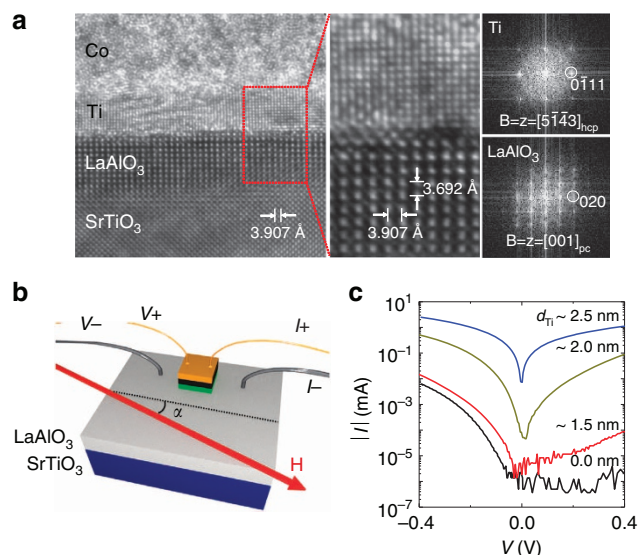 a
Co
Ti
LaAlO₃
SrTiO₃
3.907 Å
3.692 Å
3.907 Å
Ti
01̄11
B=z=[51̄4̄3]hcp
LaAlO₃
020
B=z=[001]pc
b
V–
V+
I+
I–
α
H
LaAlO₃
SrTiO₃
c
10¹
10⁻¹
10⁻³
10⁻⁵
10⁻⁷
|I| (mA)
dTi ~ 2.5 nm
~ 2.0 nm
~ 1.5 nm
0.0 nm
–0.4
0.0
0.4
V (V)